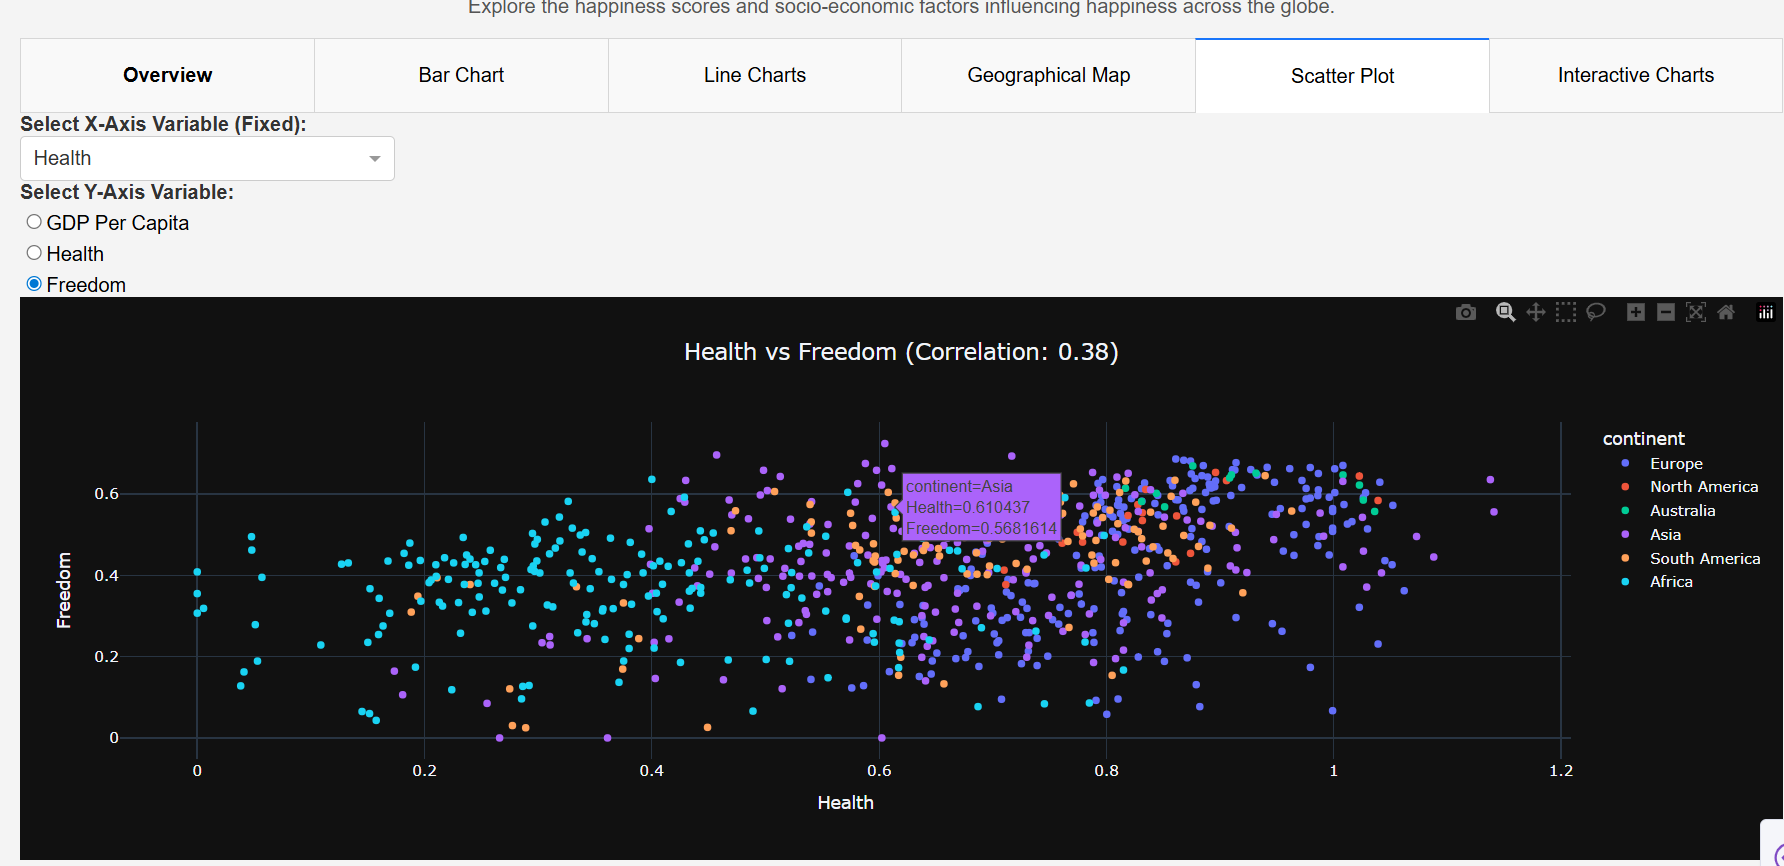 Explore the happiness scores and socio-economic factors influencing happiness across the globe.
Overview
Bar Chart
Line Charts
Geographical Map
Scatter Plot
Interactive Charts
Select X-Axis Variable (Fixed):
Health
Select Y-Axis Variable:
GDP Per Capita
Health
Freedom
Health vs Freedom (Correlation: 0.38)
continent
Europe
North America
Australia
Asia
South America
Africa
continent=Asia
Health=0.610437
Freedom=0.5681614
Freedom
0.6
0.4
0.2
0
0
0.2
0.4
0.6
0.8
1
1.2
Health